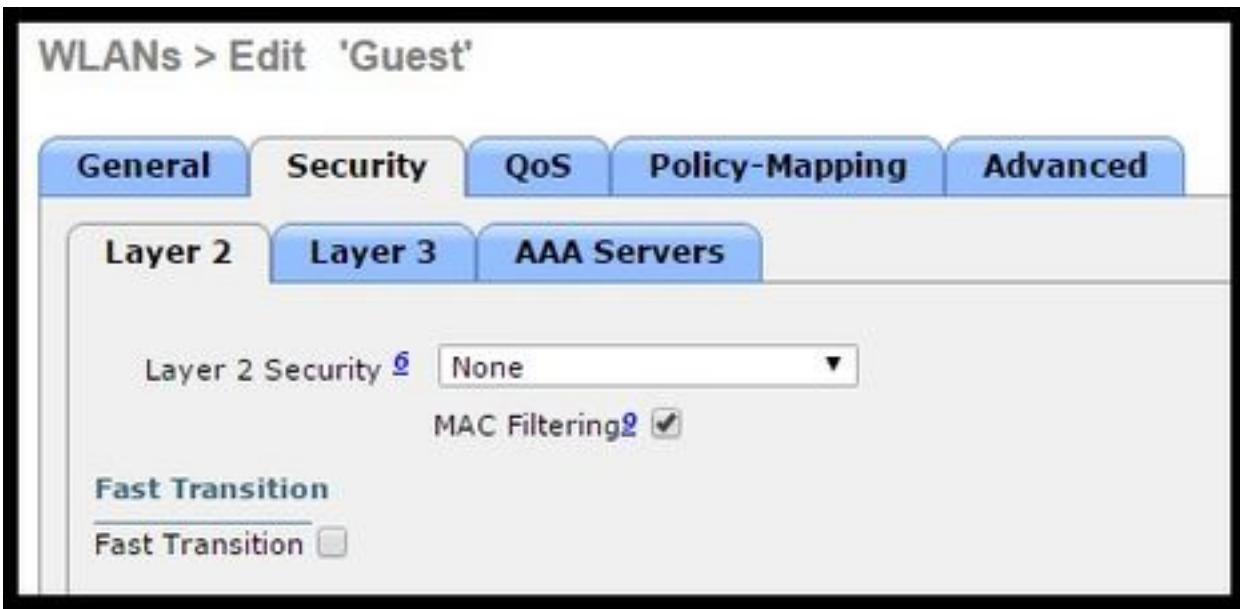 WLANs > Edit 'Guest'
General Security QoS Policy-Mapping Advanced
Layer 2 Layer 3 AAA Servers
Layer 2 Security 6 None
MAC Filtering9
Fast Transition
Fast Transition